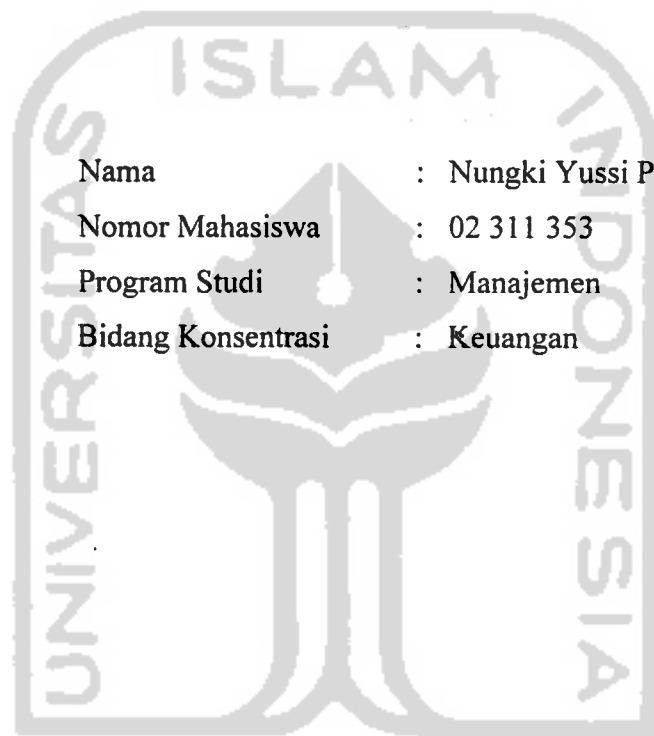 UNIVERSITAS ISLAM INDONESIA
Nama : Nungki Yussi P
Nomor Mahasiswa : 02 311 353
Program Studi : Manajemen
Bidang Konsentrasi : Keuangan